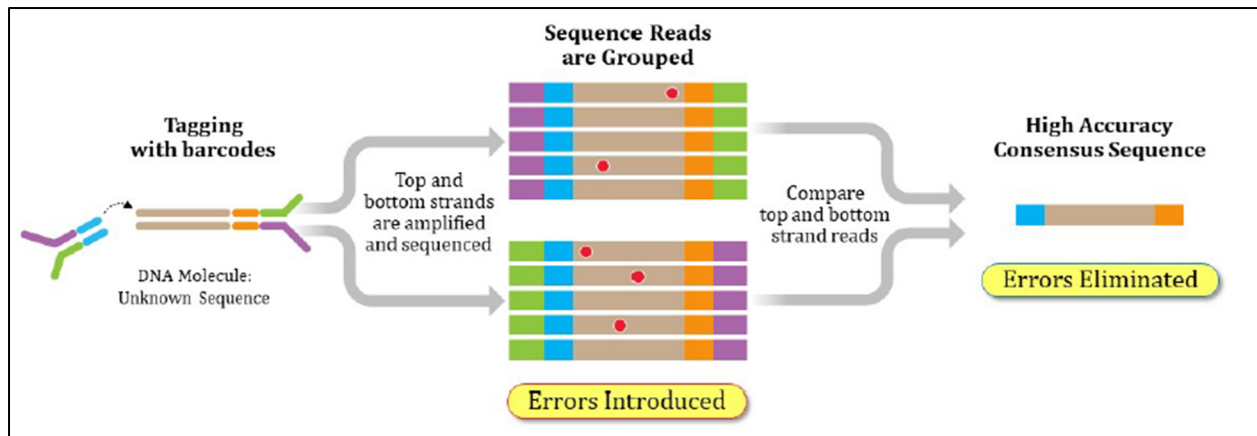 Tagging
with barcodes
DNA Molecule:
Unknown Sequence
Top and
bottom strands
are amplified
and sequenced
Sequence Reads
are Grouped
Errors Introduced
Compare
top and bottom
strand reads
High Accuracy
Consensus Sequence
Errors Eliminated